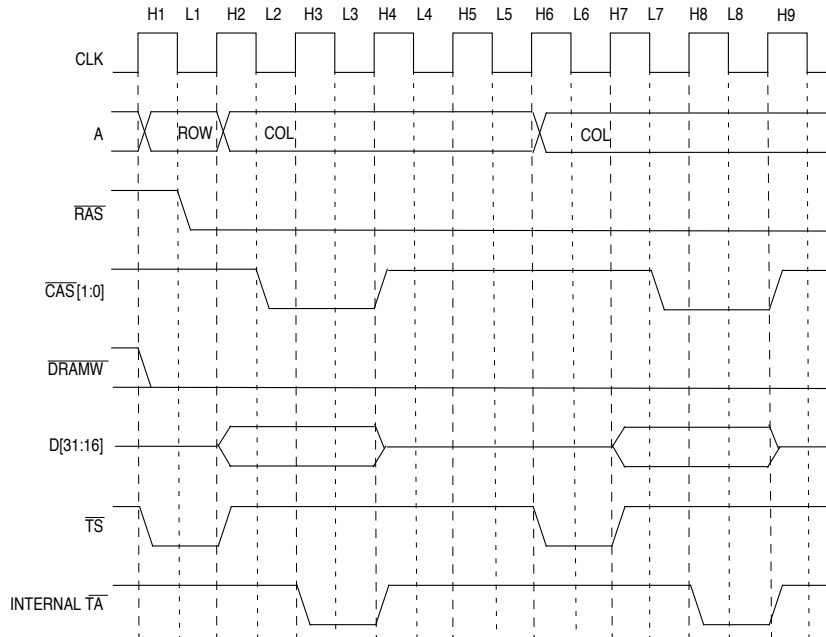 H1 L1 H2 L2 H3 L3 H4 L4 H5 L5 H6 L6 H7 L7 H8 L8 H9
CLK
A ROW COL COL
RAS
CAS[1:0]
DRAMW
D[31:16]
TS
INTERNAL TA